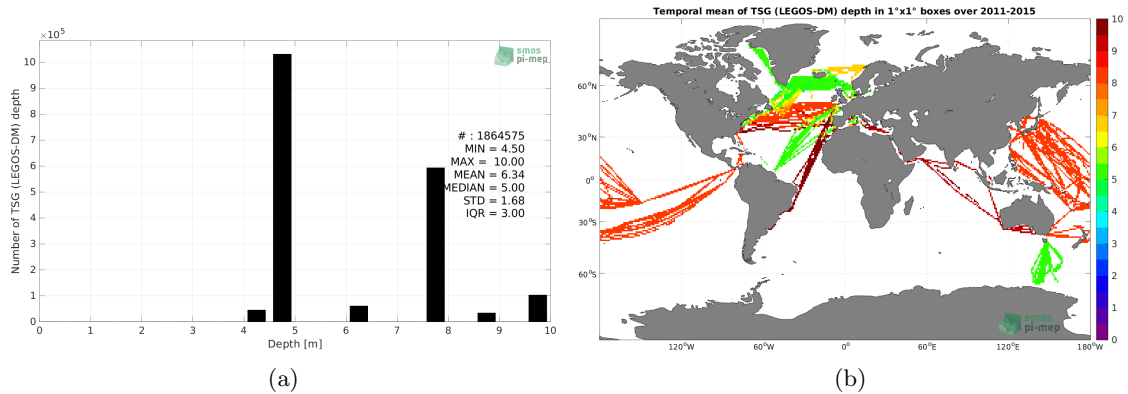 ×10⁵
smos
pi-mep
10
9
8
7
6
5
4
3
2
1
0
Number of TSG (LEGOS-DM) depth
# : 1864575
MIN = 4.50
MAX = 10.00
MEAN = 6.34
MEDIAN = 5.00
STD = 1.68
IQR = 3.00
0 1 2 3 4 5 6 7 8 9 10
Depth [m]
(a)
Temporal mean of TSG (LEGOS-DM) depth in 1°x1° boxes over 2011-2015
60°N
30°N
0°
30°S
60°S
120°W 60°W 0° 60°E 120°E 180°W
smos
pi-mep
10
9
8
7
6
5
4
3
2
1
0
(b)